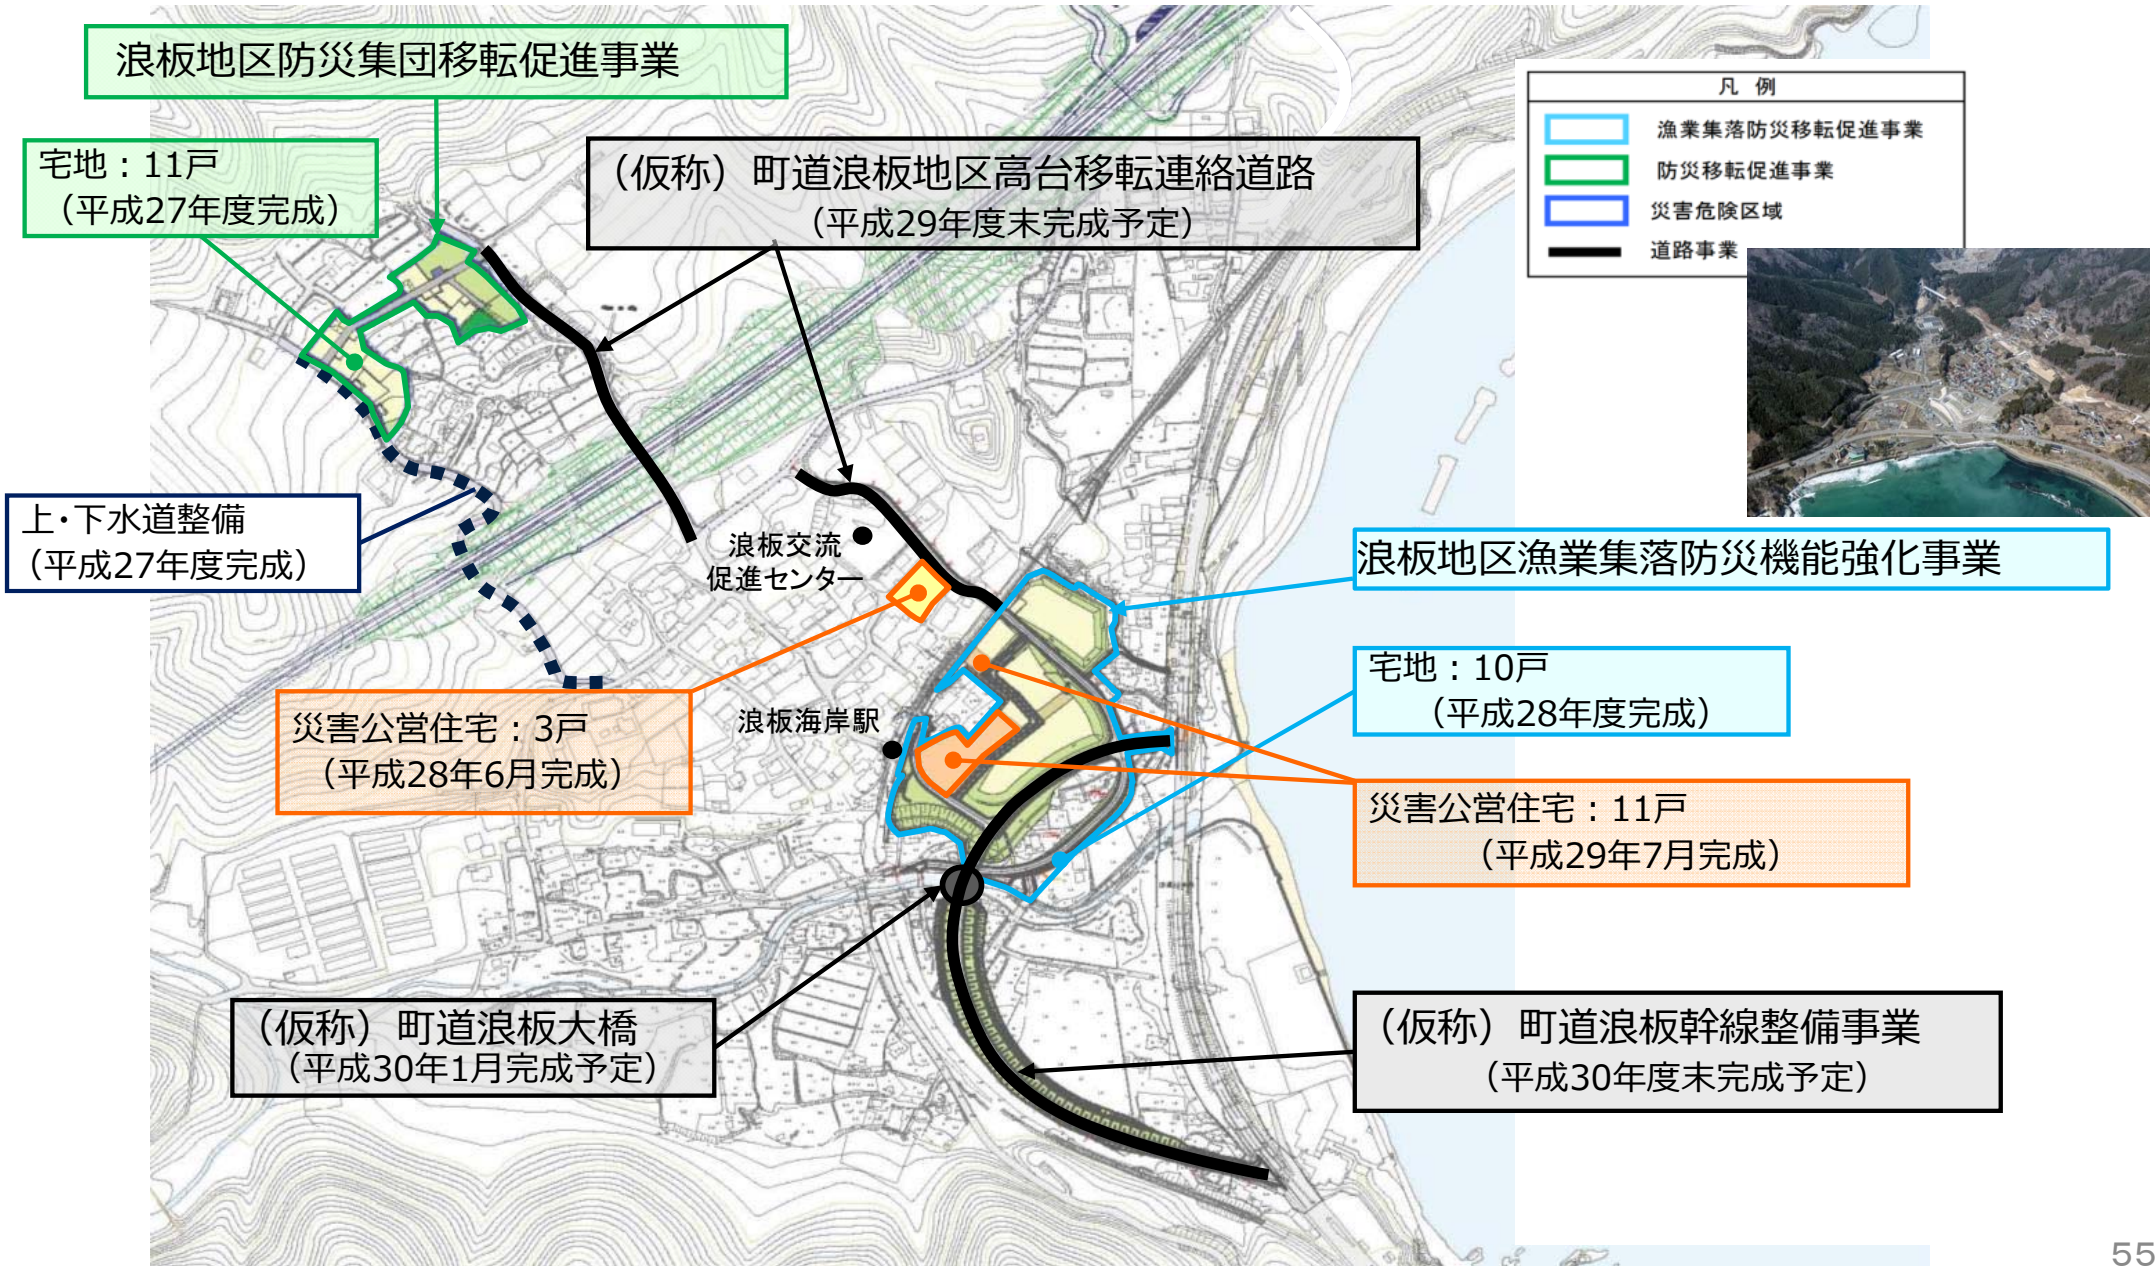 浪板地区防災集団移転促進事業
宅地：11戸
（平成27年度完成）
（仮称）町道浪板地区高台移転連絡道路
（平成29年度末完成予定）
凡 例
漁業集落防災移転促進事業
防災移転促進事業
災害危険区域
道路事業
上・下水道整備
（平成27年度完成）
浪板交流
促進センター
浪板地区漁業集落防災機能強化事業
宅地：10戸
（平成28年度完成）
災害公営住宅：3戸
（平成28年6月完成）
浪板海岸駅
災害公営住宅：11戸
（平成29年7月完成）
（仮称）町道浪板大橋
（平成30年1月完成予定）
（仮称）町道浪板幹線整備事業
（平成30年度末完成予定）
55